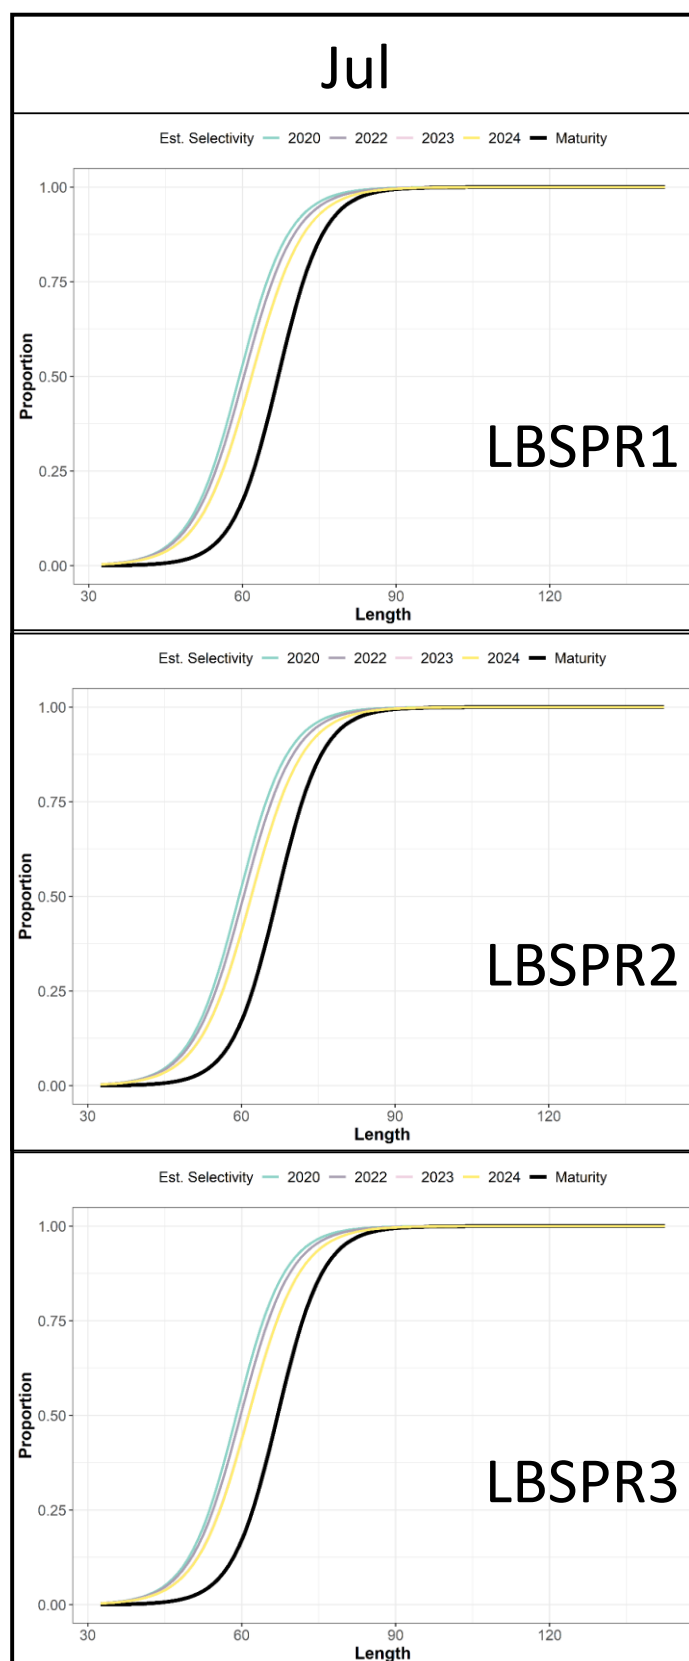 Jul
Est. Selectivity 2020 2022 2023 2024 Maturity
1.00
0.75
0.50
0.25
0.00
Proportion
LBSPR1
30 60 90 120
Length
Est. Selectivity 2020 2022 2023 2024 Maturity
1.00
0.75
0.50
0.25
0.00
Proportion
LBSPR2
30 60 90 120
Length
Est. Selectivity 2020 2022 2023 2024 Maturity
1.00
0.75
0.50
0.25
0.00
Proportion
LBSPR3
30 60 90 120
Length